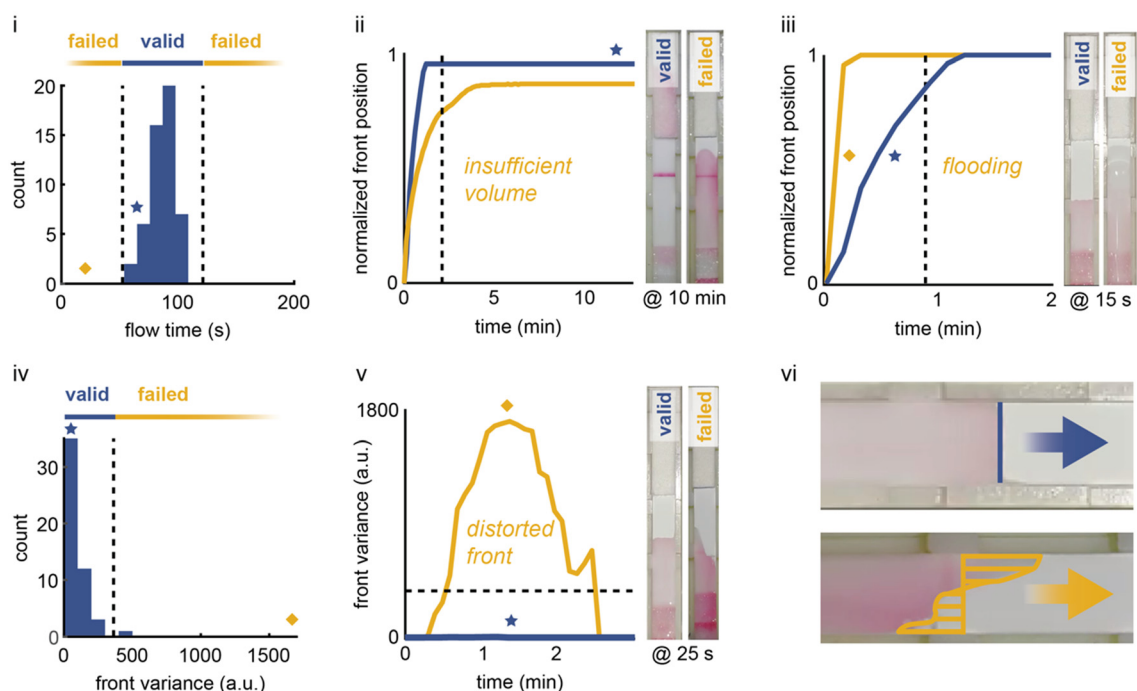 i
failed valid failed
20
15
10
5
0
count
0 100 200
flow time (s)
ii
1
0
normalized front position
insufficient
volume
0 5 10
time (min)
valid
failed
@ 10 min
iii
1
0
normalized front position
flooding
0 1 2
time (min)
valid
failed
@ 15 s
iv
valid failed
30
20
10
0
count
0 500 1000 1500
front variance (a.u.)
v
1800
0
front variance (a.u.)
distorted
front
0 1 2
time (min)
valid
failed
@ 25 s
vi